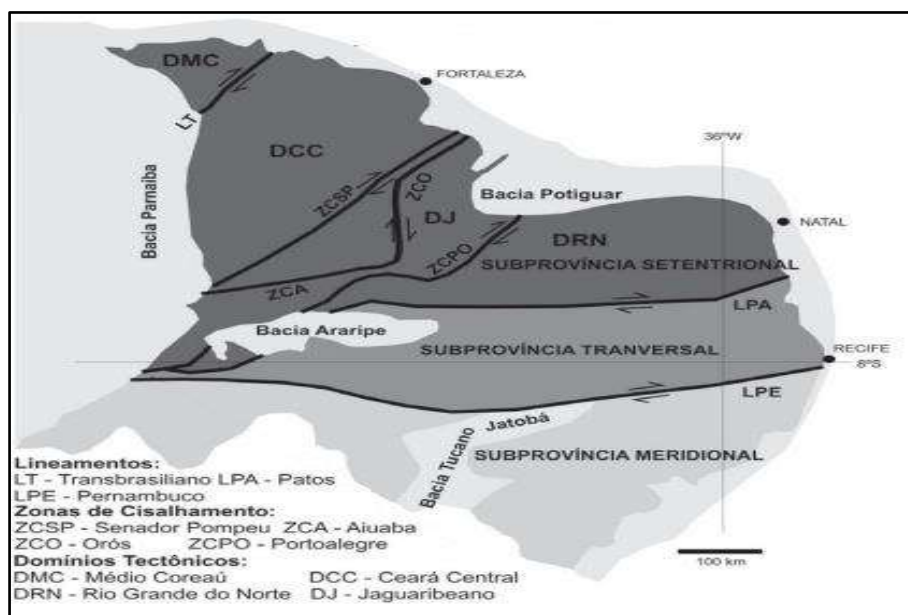 DMC
FORTALEZA
LT
36ºW
DCC
Bacia Parnaiba
ZCSP
ZCO
Bacia Potiguar
DJ
NATAL
DRN
ZCPO
SUBPROVÍNCIA SETENTRIONAL
ZCA
LPA
Bacia Araripe
SUBPROVÍNCIA TRANVERSAL
RECIFE
8ºS
LPE
Jatobá
Bacia Tucano
SUBPROVÍNCIA MERIDIONAL
Lineamentos:
LT - Transbrasiliano LPA - Patos
LPE - Pernambuco
Zonas de Cisalhamento:
ZCSP - Senador Pompeu ZCA - Aiuaba
ZCO - Orós ZCPO - Portoalegre
Domínios Tectônicos:
DMC - Médio Coreaú DCC - Ceará Central
DRN - Rio Grande do Norte DJ - Jaguaribeano
100 km